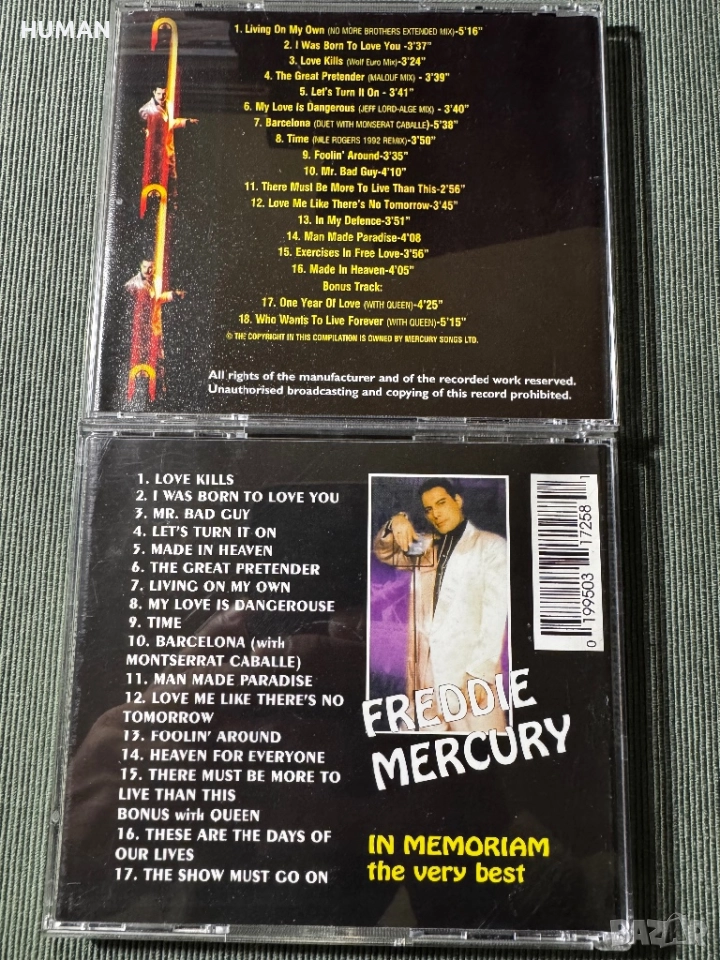 HUMAN
1. Living On My Own (NO MORE BROTHERS EXTENDED MIX)-5'16"
2. I Was Born To Love You -3'37"
3. Love Kills (Wolf Euro Mix)-3'24"
4. The Great Pretender (MALOUF MIX) - 3'39"
5. Let's Turn It On - 3'41"
6. My Love Is Dangerous (JEFF LORD-ALGE MIX) - 3'40"
7. Barcelona (DUET WITH MONSERAT CABALLE)-5'38"
8. Time (NILE ROGERS 1992 REMIX)-3'50"
9. Foolin' Around-3'35"
10. Mr. Bad Guy-4'10"
11. There Must Be More To Live Than This-2'56"
12. Love Me Like There's No Tomorrow-3'45"
13. In My Defence-3'51"
14. Man Made Paradise-4'08
15. Exercises In Free Love-3'56"
16. Made In Heaven-4'05"
Bonus Track:
17. One Year Of Love (WITH QUEEN)-4'25"
18. Who Wants To Live Forever (WITH QUEEN)-5'15"
© THE COPYRIGHT IN THIS COMPILATION IS OWNED BY MERCURY SONGS LTD.
All rights of the manufacturer and of the recorded work reserved.
Unauthorised broadcasting and copying of this record prohibited.
1. LOVE KILLS
2. I WAS BORN TO LOVE YOU
3. MR. BAD GUY
4. LET'S TURN IT ON
5. MADE IN HEAVEN
6. THE GREAT PRETENDER
7. LIVING ON MY OWN
8. MY LOVE IS DANGEROUSE
9. TIME
10. BARCELONA (with
MONTSERRAT CABALLE)
11. MAN MADE PARADISE
12. LOVE ME LIKE THERE'S NO
TOMORROW
13. FOOLIN' AROUND
14. HEAVEN FOR EVERYONE
15. THERE MUST BE MORE TO
LIVE THAN THIS
BONUS with QUEEN
16. THESE ARE THE DAYS OF
OUR LIVES
17. THE SHOW MUST GO ON
0 199503 17258 1
FREDDIE
MERCURY
IN MEMORIAM
the very best
BAZAR